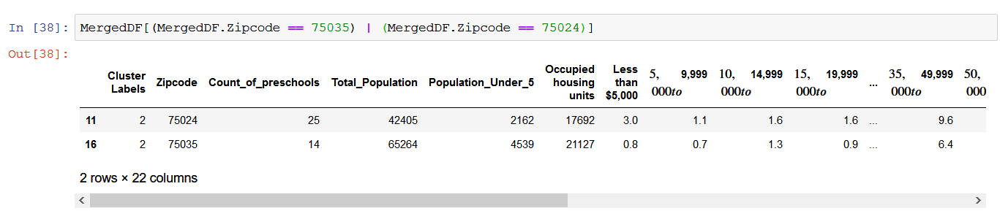 In [38]: MergedDF[(MergedDF.Zipcode == 75035) | (MergedDF.Zipcode == 75024)]
Out[38]:
Cluster Labels Zipcode Count_of_preschools Total_Population Population_Under_5 Occupied housing units Less than $5,000 5, 000to 9,999 10, 000to 14,999 15, 000to 19,999 ... 35, 000to 49,999 50, 000
11 2 75024 25 42405 2162 17692 3.0 1.1 1.6 1.6 ... 9.6
16 2 75035 14 65264 4539 21127 0.8 0.7 1.3 0.9 ... 6.4
2 rows × 22 columns